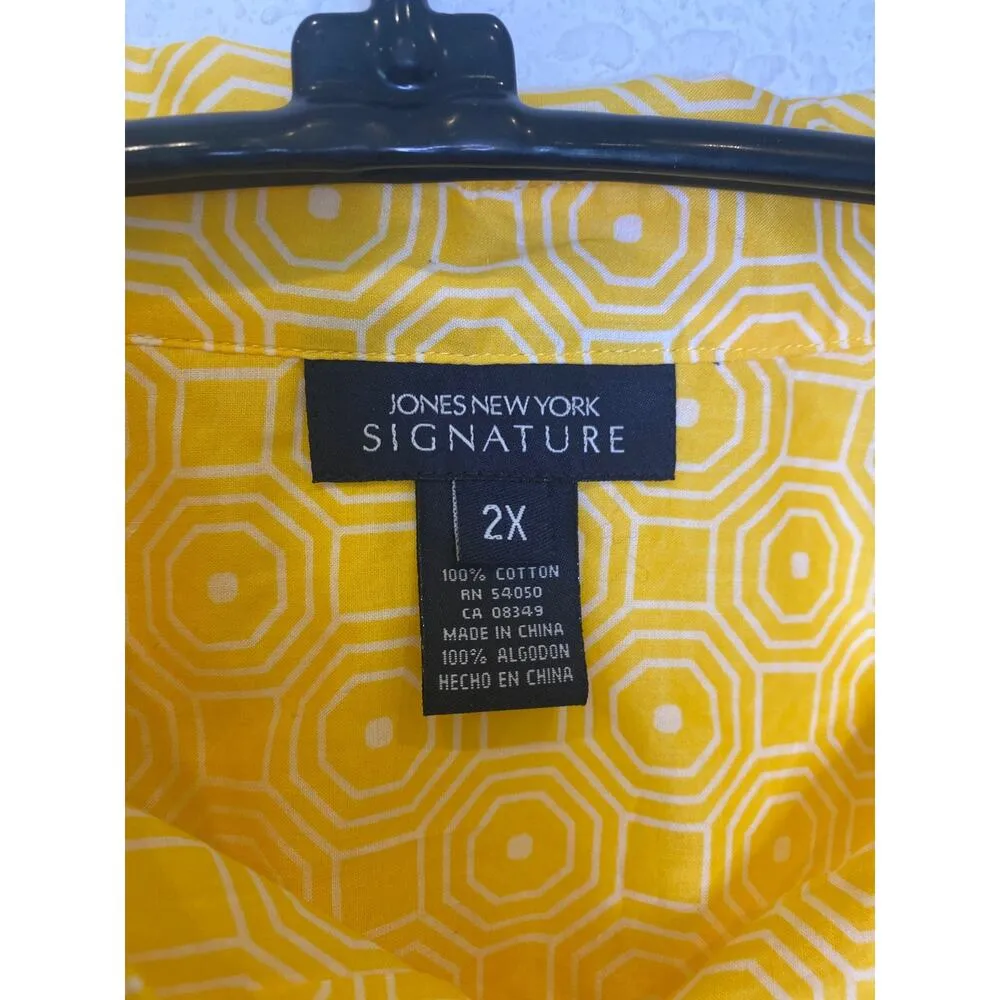 JONES NEW YORK
SIGNATURE
2X
100% COTTON
RN 54050
CA 08349
MADE IN CHINA
100% ALGODON
HECHO EN CHINA